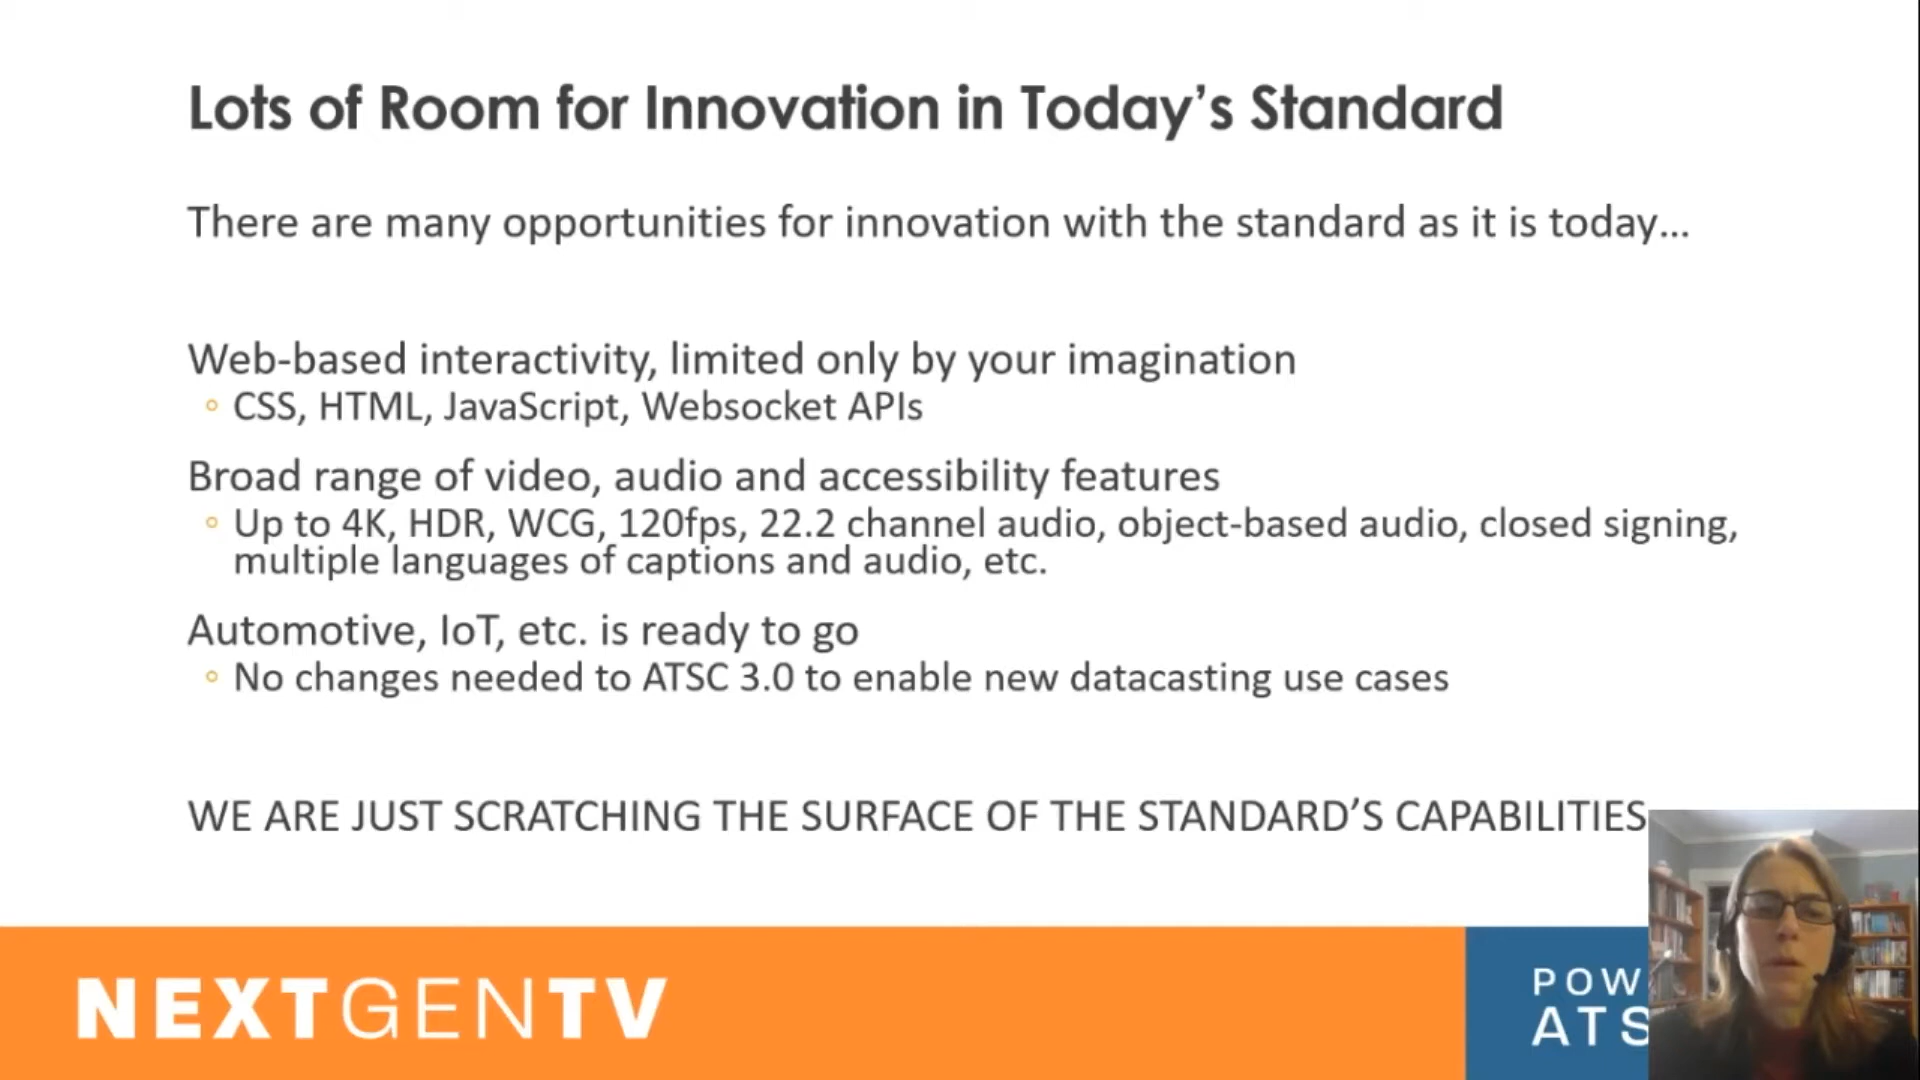 Lots of Room for Innovation in Today’s Standard
There are many opportunities for innovation with the standard as it is today...
Web-based interactivity, limited only by your imagination
CSS, HTML, JavaScript, Websocket APIs
Broad range of video, audio and accessibility features
Up to 4K, HDR, WCG, 120fps, 22.2 channel audio, object-based audio, closed signing,
multiple languages of captions and audio, etc.
Automotive, IoT, etc. is ready to go
No changes needed to ATSC 3.0 to enable new datacasting use cases
WE ARE JUST SCRATCHING THE SURFACE OF THE STANDARD’S CAPABILITIES
NEXTGENTV
POW
ATS